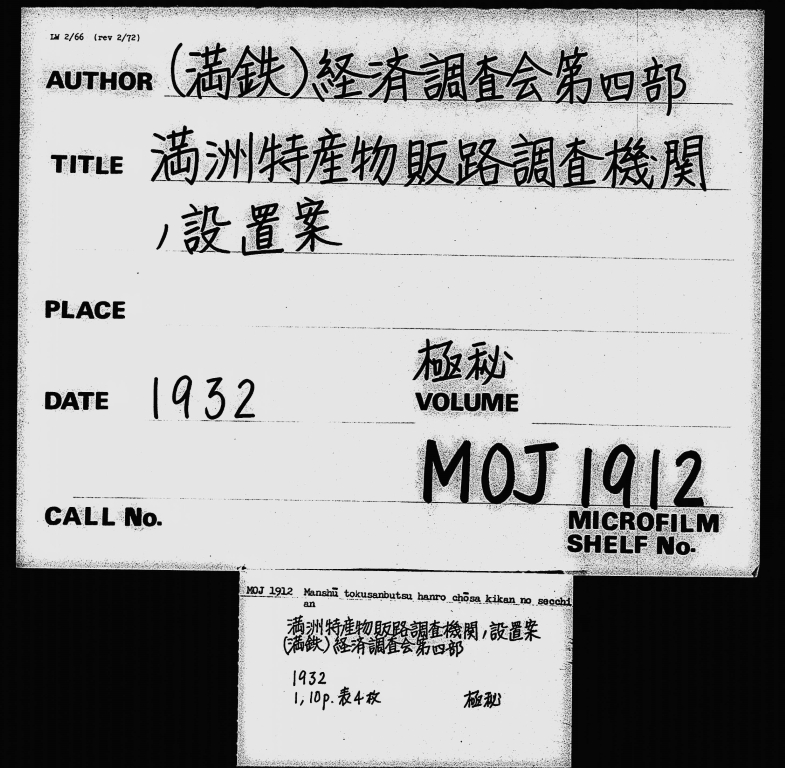 LW 2/66 (rev 2/72)
AUTHOR (満鉄)経済調査会第四部
TITLE 満洲特産物販路調査機関
ノ設置案
PLACE
極秘
DATE 1932 VOLUME
MOJ 1912
CALL No. MICROFILM
SHELF No.
MOJ 1912 Manshū tokusanbutsu hanro chōsa kikan no secchi
an
満洲特産物販路調査機関ノ設置案
(満鉄)経済調査会第四部
1932
1,10p. 表4枚 極秘